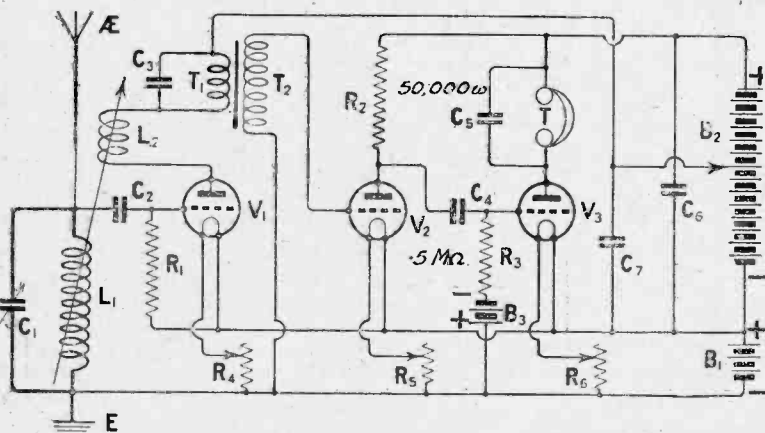 Æ
C₃
T₁
T₂
L₂
R₂
50,000ω
C₅
T
B₂
+
C₂
V₁
C₄
V₂
V₃
C₆
R₁
·5 MΩ
R₃
C₇
L₁
C₁
−
B₃
+
−
+
R₄
R₅
R₆
B₁
−
E